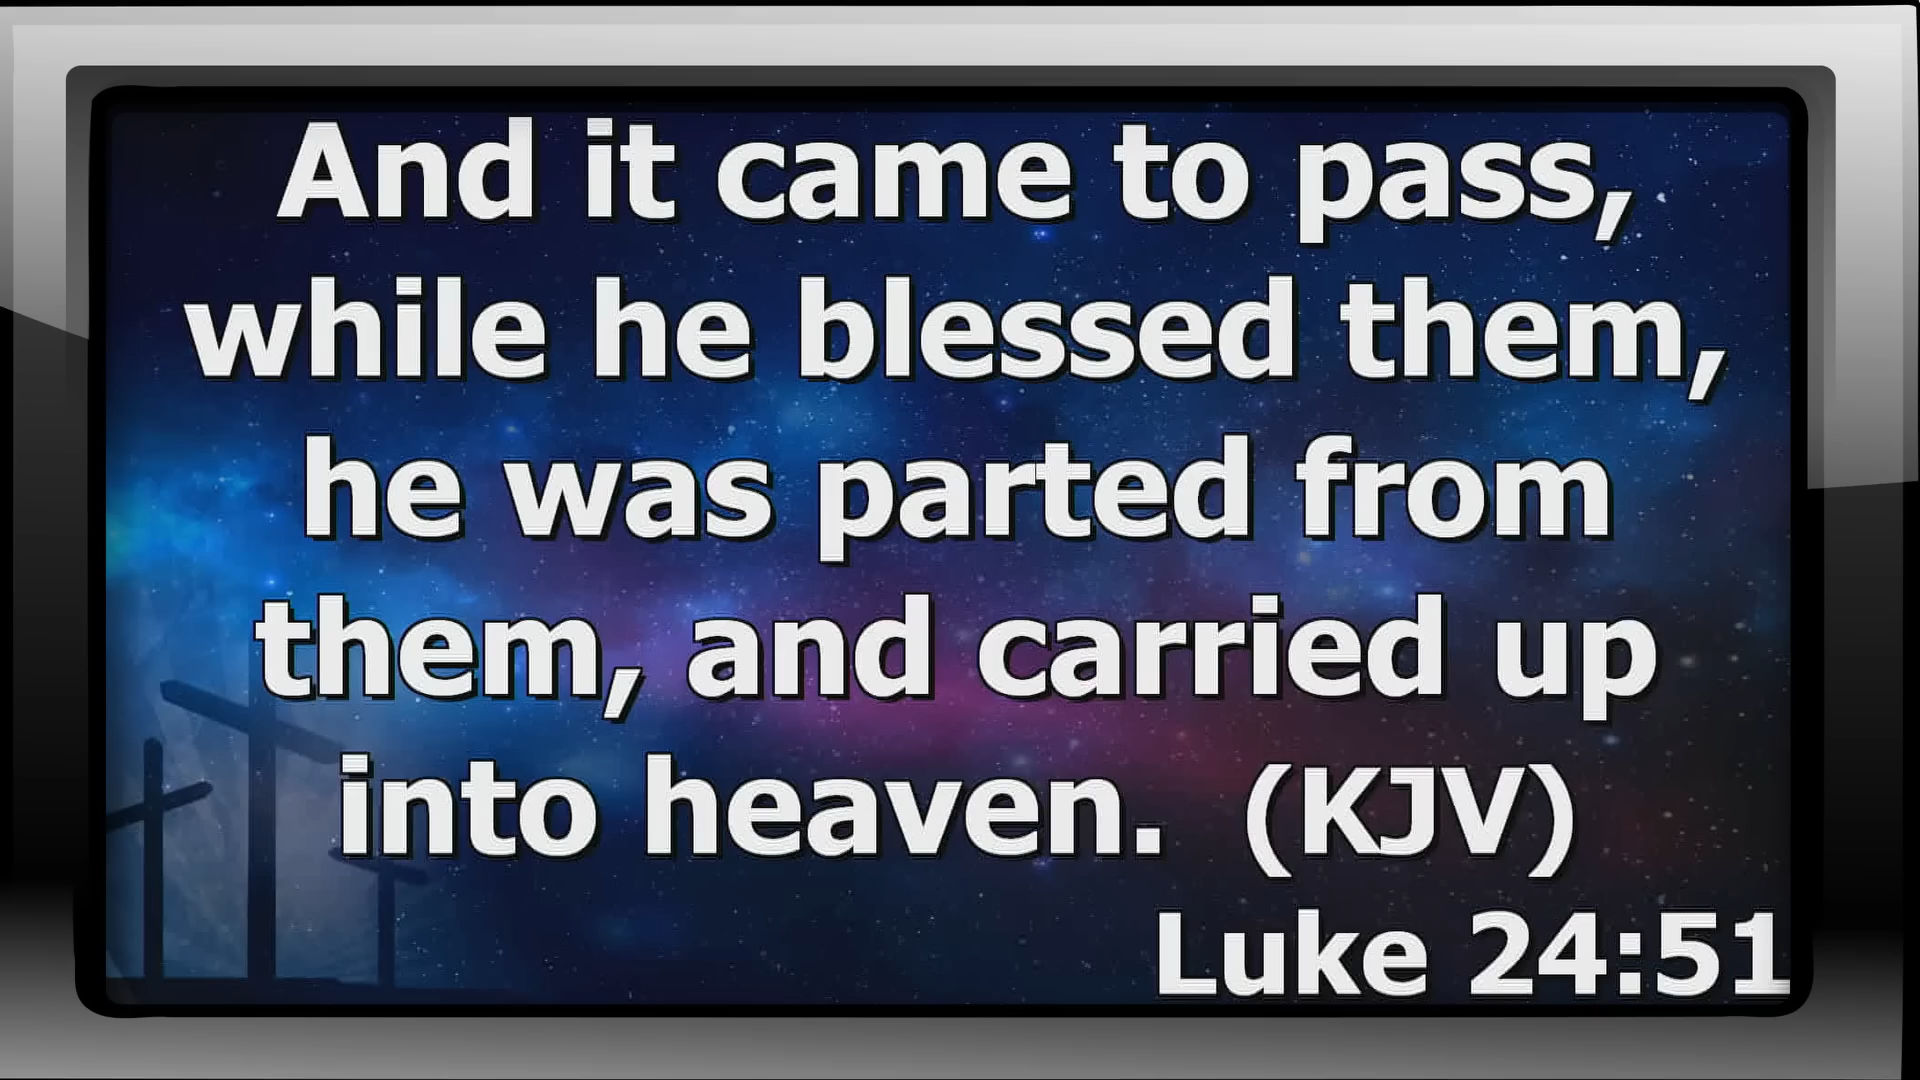 And it came to pass,
while he blessed them,
he was parted from
them, and carried up
into heaven.  (KJV)
Luke 24:51